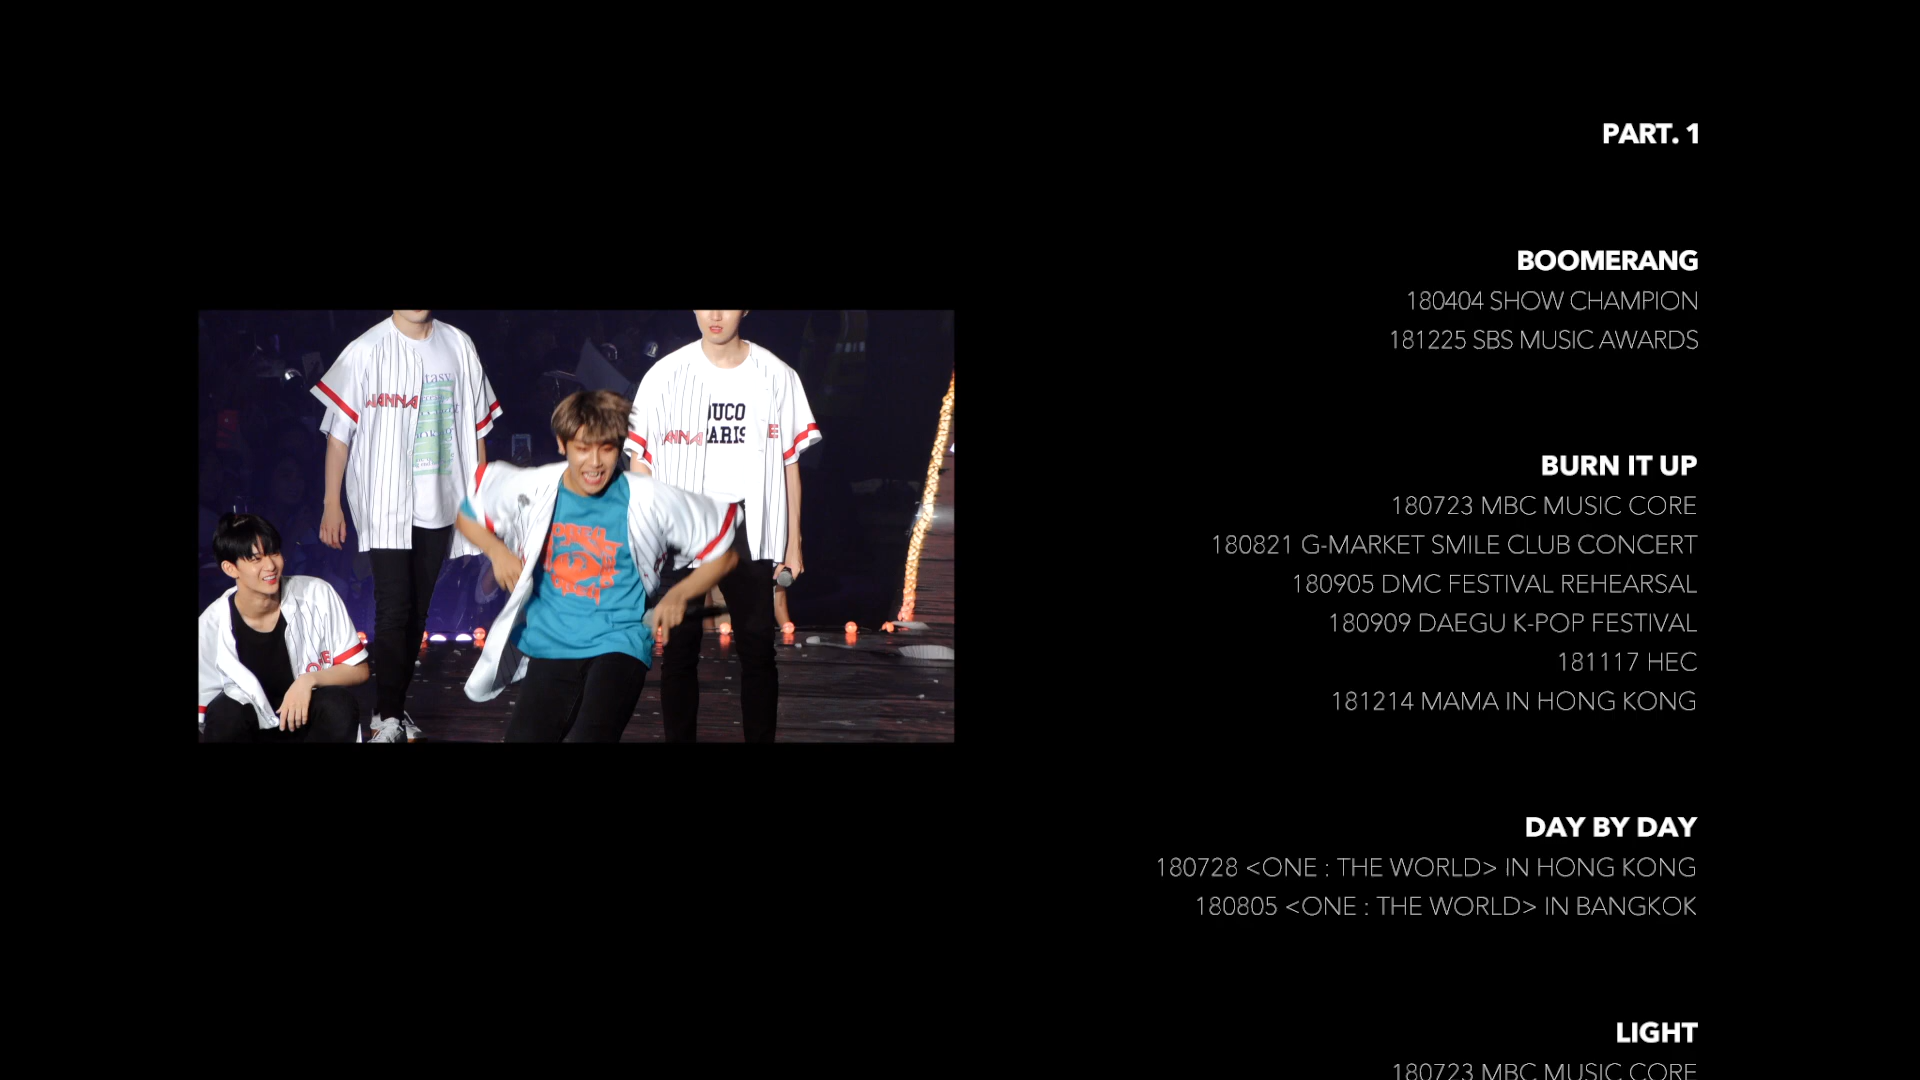 PART. 1
BOOMERANG
180404 SHOW CHAMPION
181225 SBS MUSIC AWARDS
BURN IT UP
180723 MBC MUSIC CORE
180821 G-MARKET SMILE CLUB CONCERT
180905 DMC FESTIVAL REHEARSAL
180909 DAEGU K-POP FESTIVAL
181117 HEC
181214 MAMA IN HONG KONG
DAY BY DAY
180728 <ONE : THE WORLD> IN HONG KONG
180805 <ONE : THE WORLD> IN BANGKOK
LIGHT
180723 MBC MUSIC CORE
WANNA